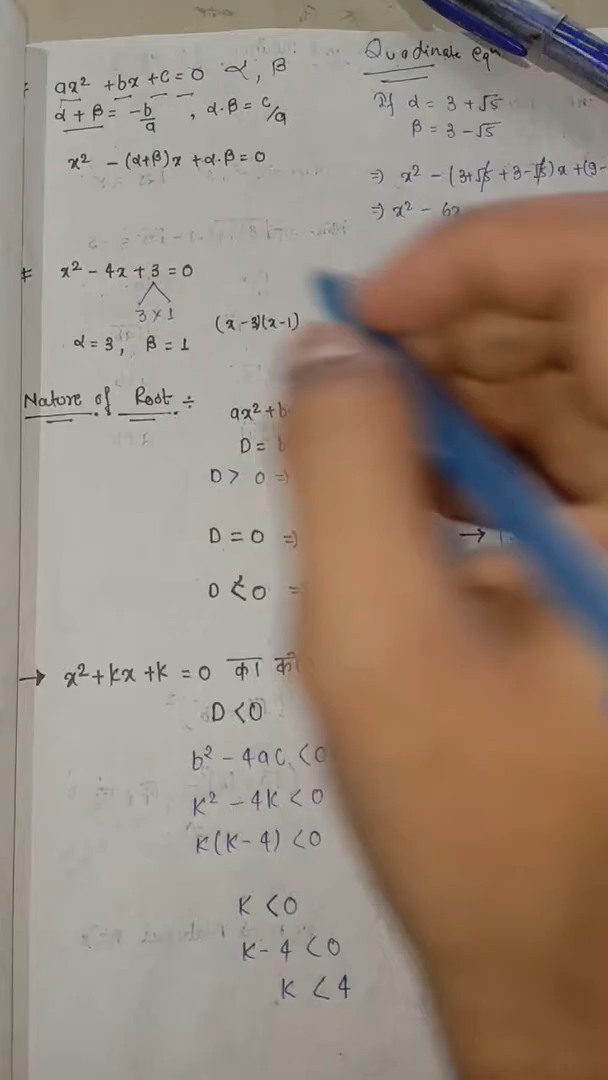 Quadinate eqn
ax² + bx + c = 0 α, β
α + β = -b/a , α·β = c/a
x² - (α+β)x + α·β = 0
If α = 3 + √5
β = 3 - √5
⇒ x² - (3+√5 + 3-√5)x + (3-
⇒ x² - 6x
x² - 4x + 3 = 0
3 × 1
(x - 3)(x - 1)
α = 3, β = 1
Nature of Root ÷
ax² + b
D = b
D > 0 ⇒
D = 0 ⇒
D < 0 =
→ x² + kx + k = 0 का को
D < 0
b² - 4ac < 0
k² - 4k < 0
k(k - 4) < 0
k < 0
k - 4 < 0
k < 4